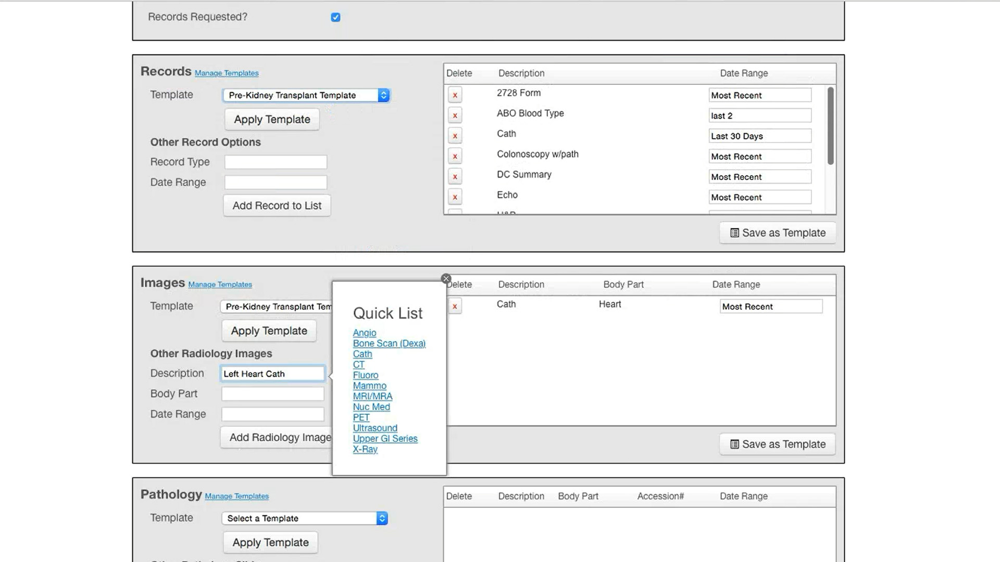 Records Requested?
Records Manage Templates
Template Pre-Kidney Transplant Template
Apply Template
Other Record Options
Record Type
Date Range
Add Record to List
Delete Description Date Range
x 2728 Form Most Recent
x ABO Blood Type last 2
x Cath Last 30 Days
x Colonoscopy w/path Most Recent
x DC Summary Most Recent
x Echo Most Recent
Save as Template
Images Manage Templates
Template Pre-Kidney Transplant Tem
Apply Template
Other Radiology Images
Description Left Heart Cath
Body Part
Date Range
Add Radiology Image
Quick List
Angio
Bone Scan (Dexa)
Cath
CT
Fluoro
Mammo
MRI/MRA
Nuc Med
PET
Ultrasound
Upper GI Series
X-Ray
Delete Description Body Part Date Range
x Cath Heart Most Recent
Save as Template
Pathology Manage Templates
Template Select a Template
Apply Template
Delete Description Body Part Accession# Date Range